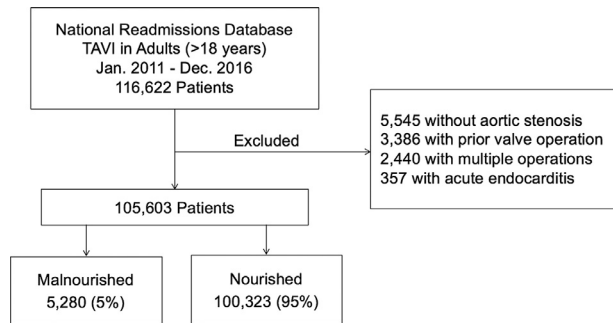 National Readmissions Database
TAVI in Adults (>18 years)
Jan. 2011 - Dec. 2016
116,622 Patients
Excluded
5,545 without aortic stenosis
3,386 with prior valve operation
2,440 with multiple operations
357 with acute endocarditis
105,603 Patients
Malnourished
5,280 (5%)
Nourished
100,323 (95%)